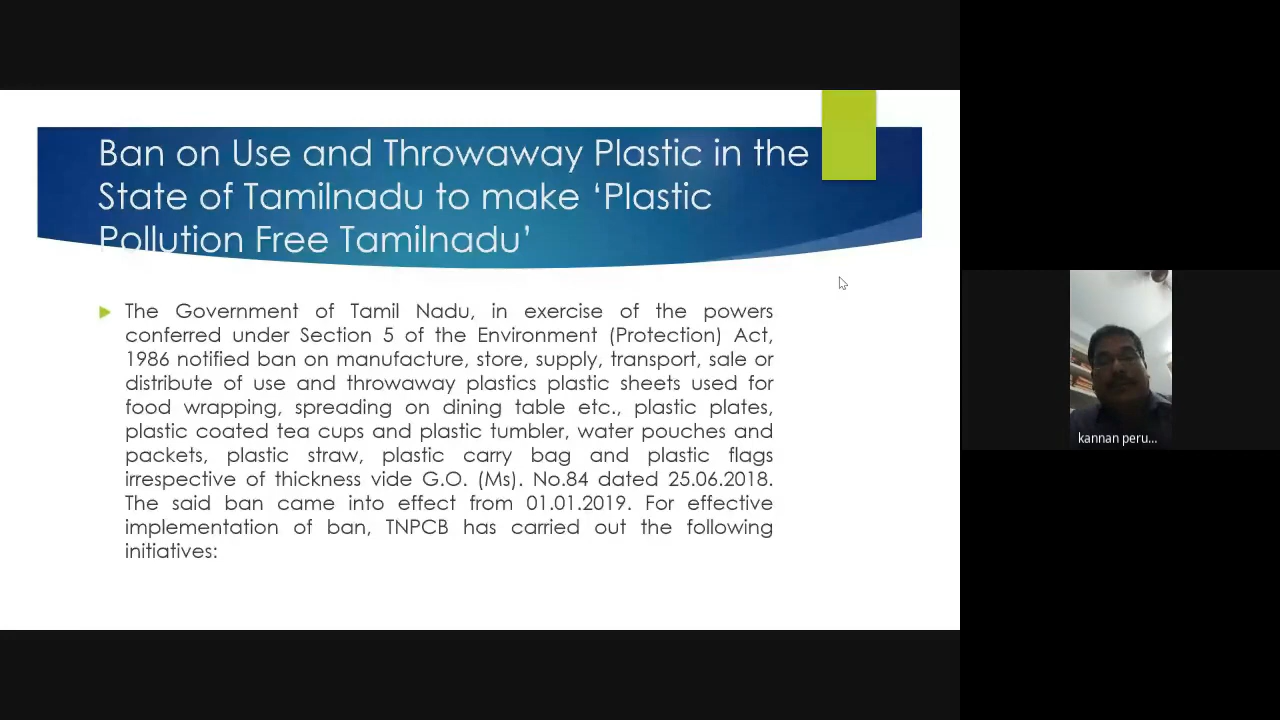 Ban on Use and Throwaway Plastic in the
State of Tamilnadu to make ‘Plastic
Pollution Free Tamilnadu’
The Government of Tamil Nadu, in exercise of the powers
conferred under Section 5 of the Environment (Protection) Act,
1986 notified ban on manufacture, store, supply, transport, sale or
distribute of use and throwaway plastics plastic sheets used for
food wrapping, spreading on dining table etc., plastic plates,
plastic coated tea cups and plastic tumbler, water pouches and
packets, plastic straw, plastic carry bag and plastic flags
irrespective of thickness vide G.O. (Ms). No.84 dated 25.06.2018.
The said ban came into effect from 01.01.2019. For effective
implementation of ban, TNPCB has carried out the following
initiatives:
kannan peru...